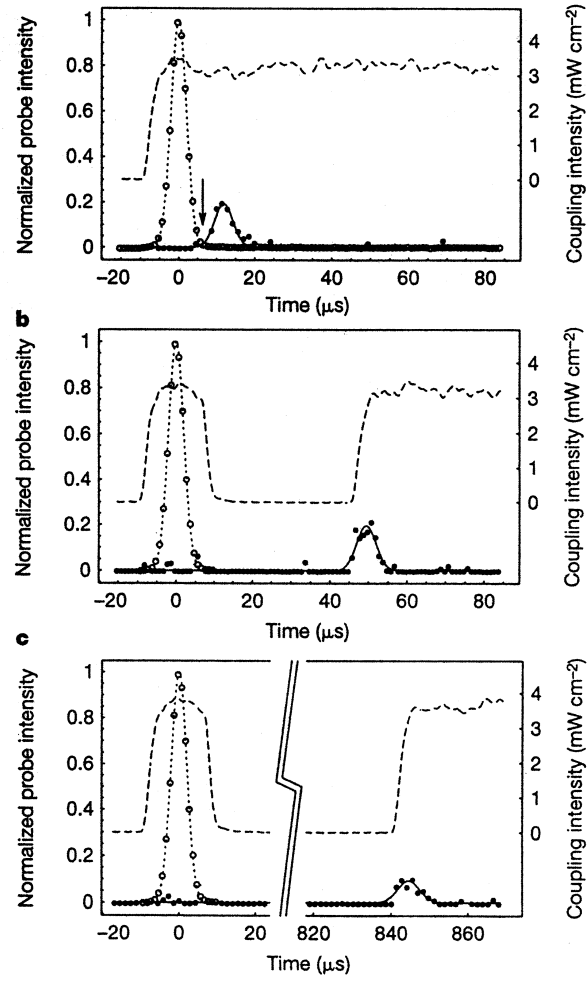 1
0.8
0.6
0.4
0.2
0
Normalized probe intensity
4
3
2
1
0
Coupling intensity (mW cm–2)
–20 0 20 40 60 80
Time (μs)
b
1
0.8
0.6
0.4
0.2
0
Normalized probe intensity
4
3
2
1
0
Coupling intensity (mW cm–2)
–20 0 20 40 60 80
Time (μs)
c
1
0.8
0.6
0.4
0.2
0
Normalized probe intensity
4
3
2
1
0
Coupling intensity (mW cm–2)
–20 0 20 820 840 860
Time (μs)